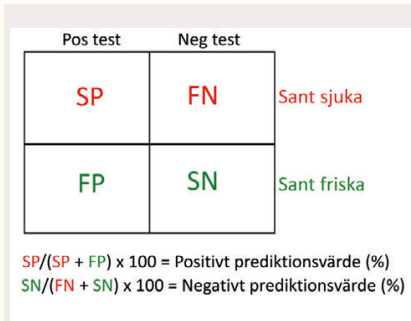 Pos test Neg test
SP FN Sant sjuka
FP SN Sant friska
SP/(SP + FP) x 100 = Positivt prediktionsvärde (%)
SN/(FN + SN) x 100 = Negativt prediktionsvärde (%)